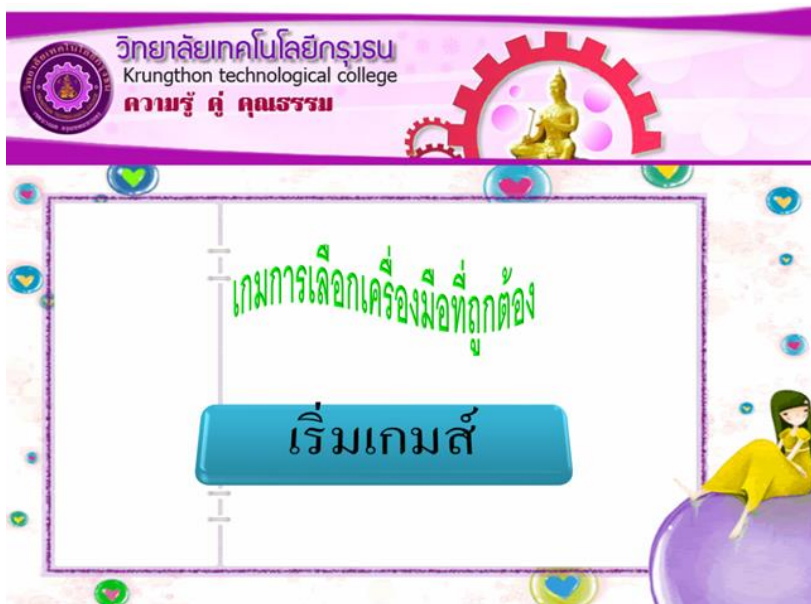 วิทยาลัยเทคโนโลยีกรุงธน
Krungthon technological college
ความรู้ คู่ คุณธรรม
เกมการเลือกเครื่องมือที่ถูกต้อง
เริ่มเกมส์